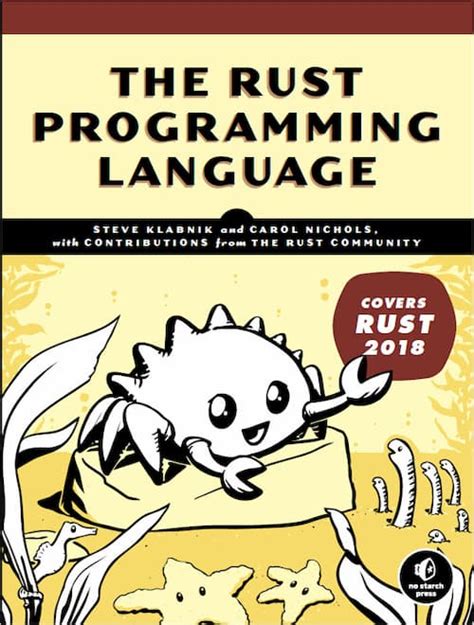 THE RUST
PROGRAMMING
LANGUAGE
STEVE KLABNIK and CAROL NICHOLS,
with CONTRIBUTIONS from THE RUST COMMUNITY
COVERS
RUST
2018
no starch
press